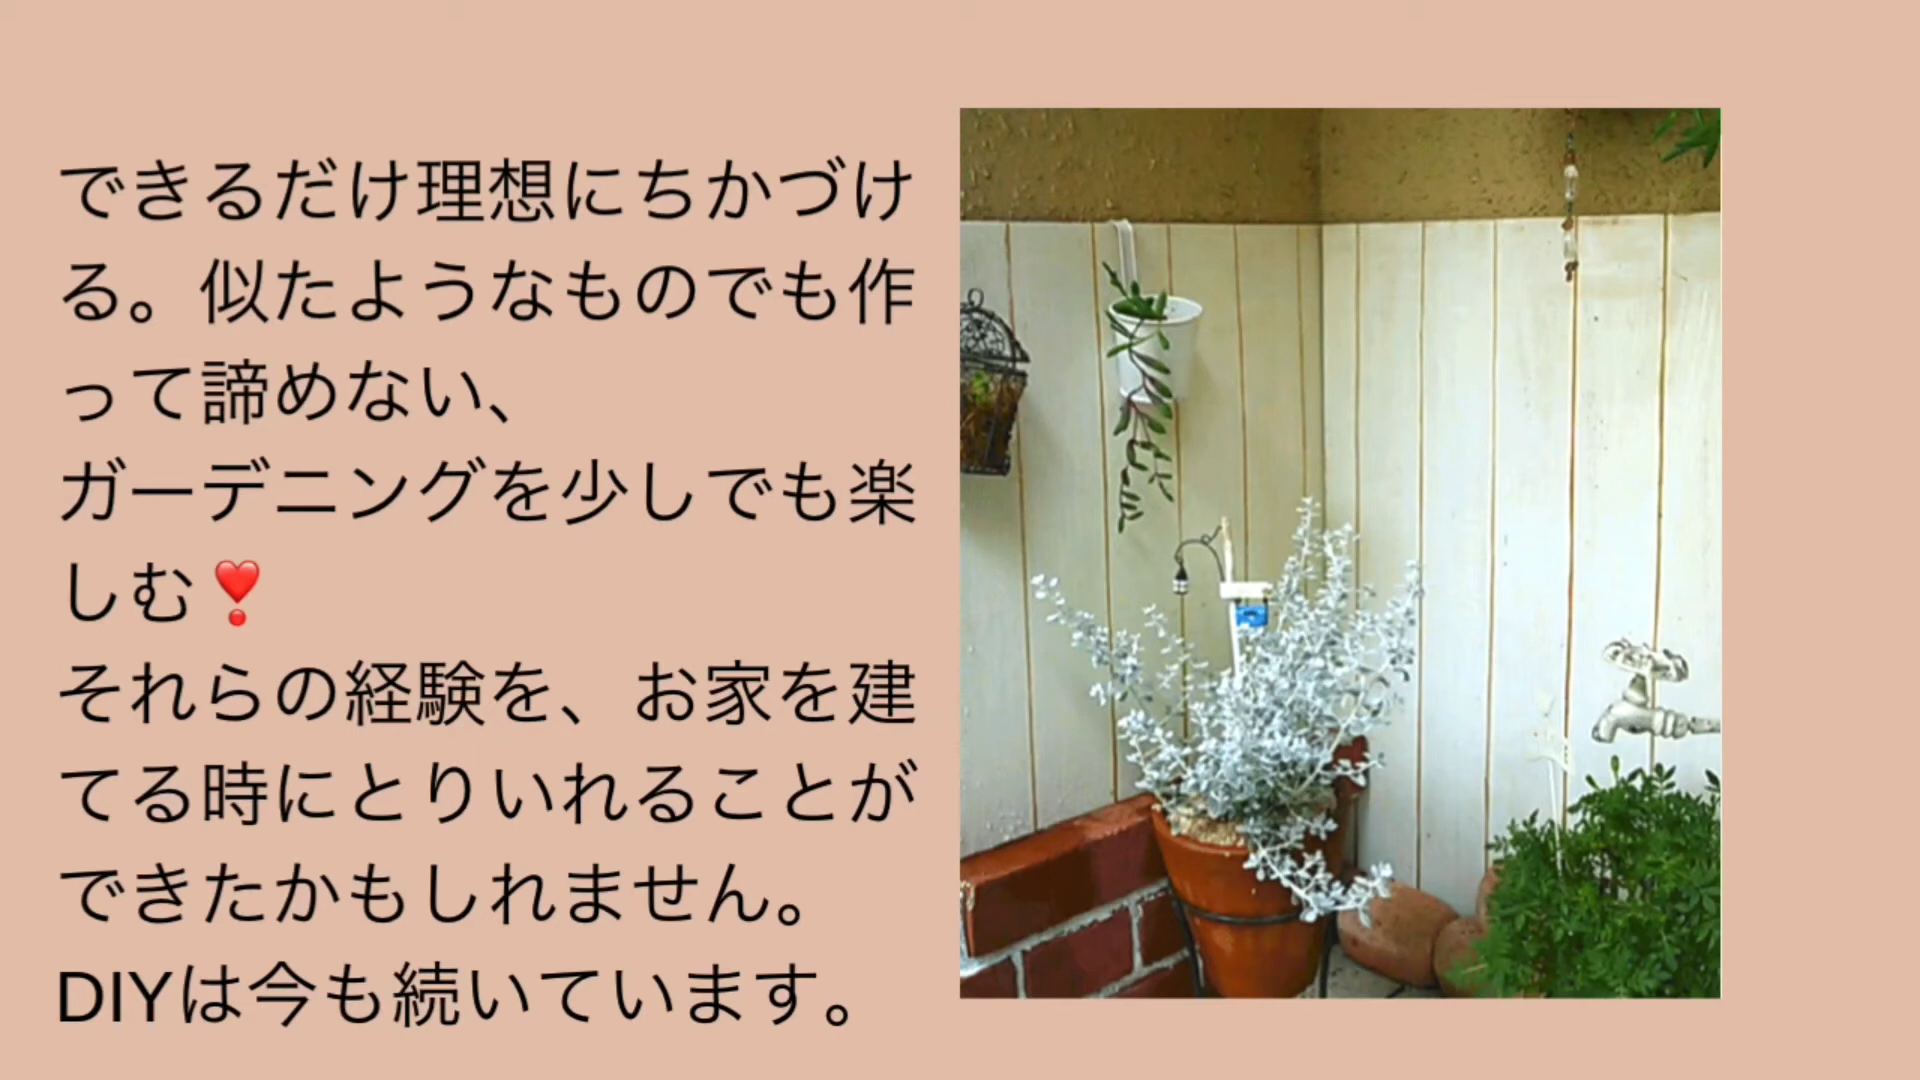 できるだけ理想にちかづけ
る。似たようなものでも作
って諦めない、
ガーデニングを少しでも楽
しむ❣️
それらの経験を、お家を建
てる時にとりいれることが
できたかもしれません。
DIYは今も続いています。